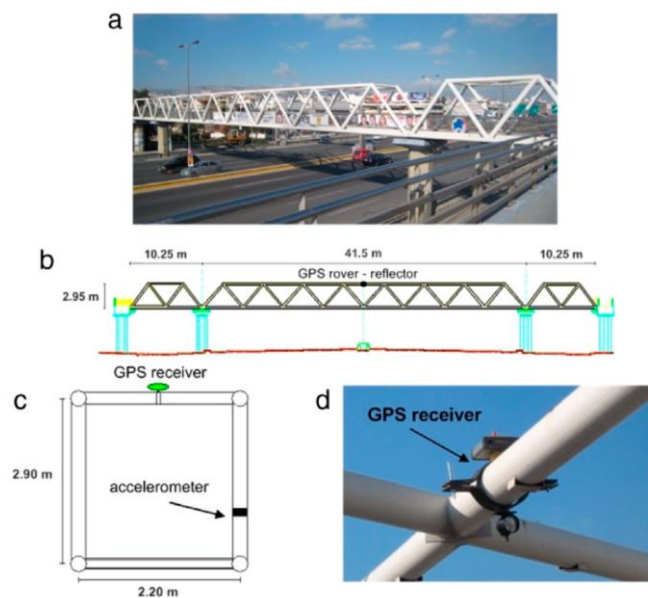 a
b
10.25 m 41.5 m 10.25 m
GPS rover - reflector
2.95 m
c
GPS receiver
2.90 m
accelerometer
2.20 m
d
GPS receiver